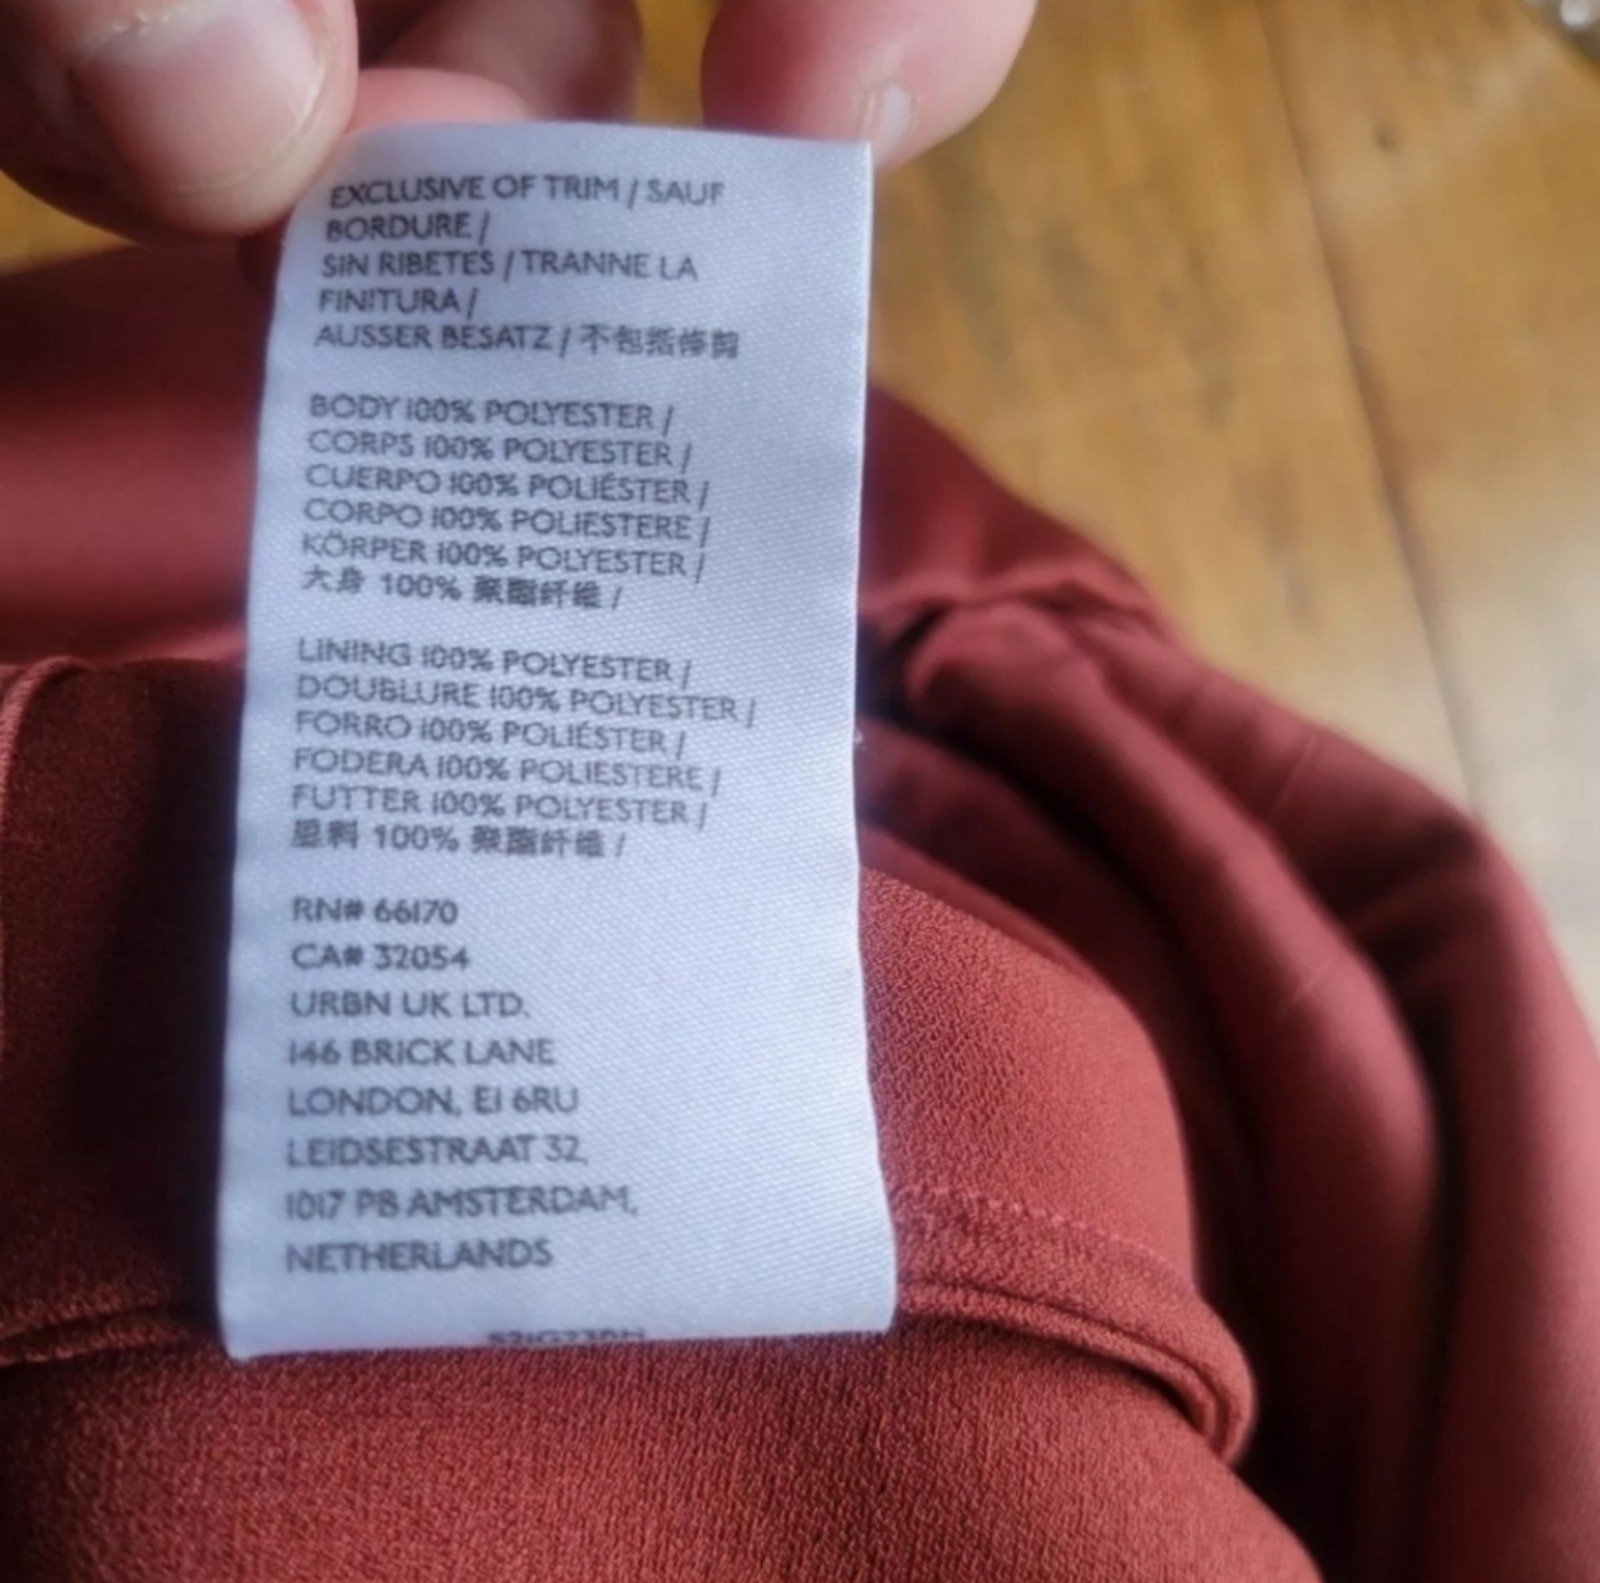 EXCLUSIVE OF TRIM / SAUF
BORDURE /
SIN RIBETES / TRANNE LA
FINITURA /
AUSSER BESATZ / 不包括修剪
BODY 100% POLYESTER /
CORPS 100% POLYESTER /
CUERPO 100% POLIÉSTER /
CORPO 100% POLIESTERE /
KÖRPER 100% POLYESTER /
大身 100% 聚酯纤维 /
LINING 100% POLYESTER /
DOUBLURE 100% POLYESTER /
FORRO 100% POLIÉSTER /
FODERA 100% POLIESTERE /
FUTTER 100% POLYESTER /
里料 100% 聚酯纤维 /
RN# 66170
CA# 32054
URBN UK LTD.
146 BRICK LANE
LONDON, E1 6RU
LEIDSESTRAAT 32,
1017 PB AMSTERDAM,
NETHERLANDS